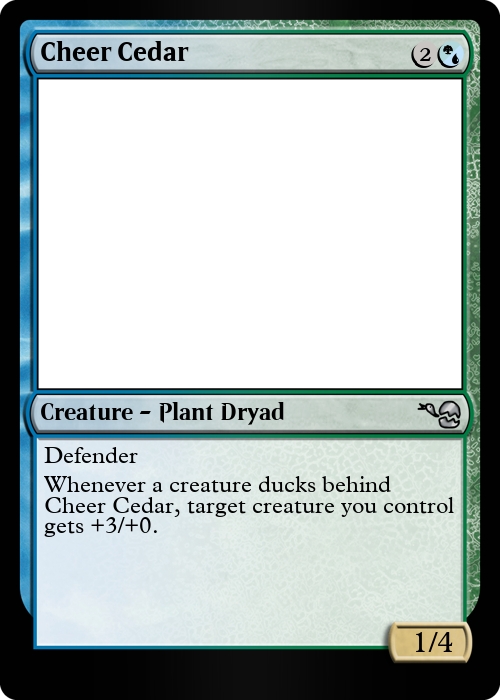 Cheer Cedar 2
Creature – Plant Dryad
Defender
Whenever a creature ducks behind
Cheer Cedar, target creature you control
gets +3/+0.
1/4